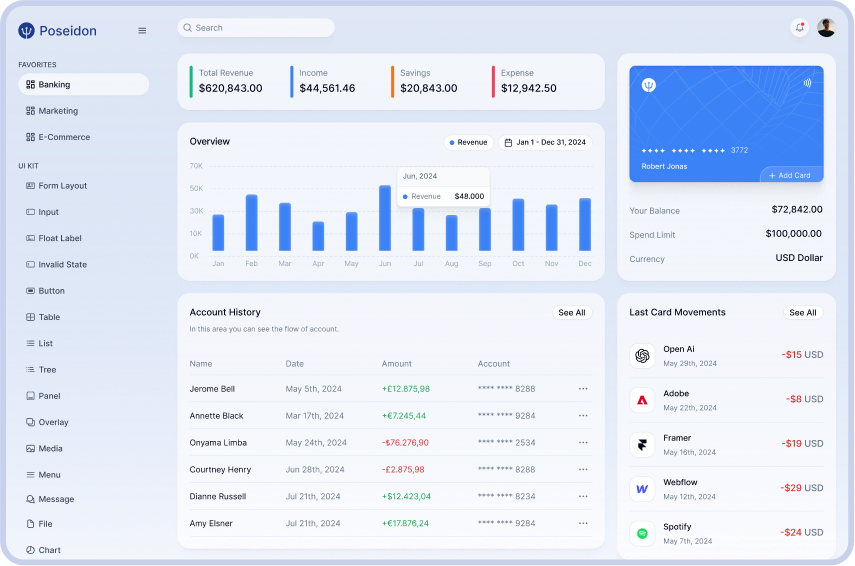 Poseidon
Search
FAVORITES
Banking
Marketing
E-Commerce
UI KIT
Form Layout
Input
Float Label
Invalid State
Button
Table
List
Tree
Panel
Overlay
Media
Menu
Message
File
Chart
Total Revenue
$620,843.00
Income
$44,561.46
Savings
$20,843.00
Expense
$12,942.50
Overview
Revenue
Jan 1 - Dec 31, 2024
70K
50K
30K
10K
0K
Jun, 2024
Revenue $48.000
Jan Feb Mar Apr May Jun Jul Aug Sep Oct Nov Dec
3772
Robert Jonas
+ Add Card
Your Balance $72,842.00
Spend Limit $100,000.00
Currency USD Dollar
Account History
See All
In this area you can see the flow of account.
Name Date Amount Account
Jerome Bell May 5th, 2024 +£12.875,98 **** **** 8288
Annette Black Mar 17th, 2024 +€7.245,44 **** **** 9284
Onyama Limba May 24th, 2024 -₺76.276,90 **** **** 2534
Courtney Henry Jun 28th, 2024 -£2.875,98 **** **** 8288
Dianne Russell Jul 21th, 2024 +$12.423,04 **** **** 8234
Amy Elsner Jul 21th, 2024 +€17.876,24 **** **** 9284
Last Card Movements
See All
Open Ai
May 29th, 2024
-$15 USD
Adobe
May 22th, 2024
-$8 USD
Framer
May 16th, 2024
-$19 USD
Webflow
May 12th, 2024
-$29 USD
Spotify
May 7th, 2024
-$24 USD